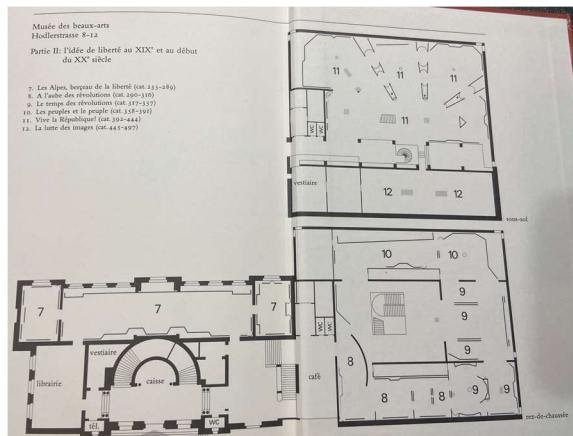 Musée des beaux-arts
Hodlerstrasse 8–12
Partie II: l'idée de liberté au XIXe et au début
du XXe siècle
7. Les Alpes, berceau de la liberté (cat. 233–289)
8. A l'aube des révolutions (cat. 290–316)
9. Le temps des révolutions (cat. 317–357)
10. Les peuples et le peuple (cat. 358–391)
11. Vive la République! (cat. 392–444)
12. La lutte des images (cat. 445–497)
11
11
11
11
WC
WC
vestiaire
12
12
sous-sol
10
10
7
7
7
9
9
WC
WC
9
vestiaire
caisse
librairie
café
8
8
8
9
9
tél.
WC
rez-de-chaussée